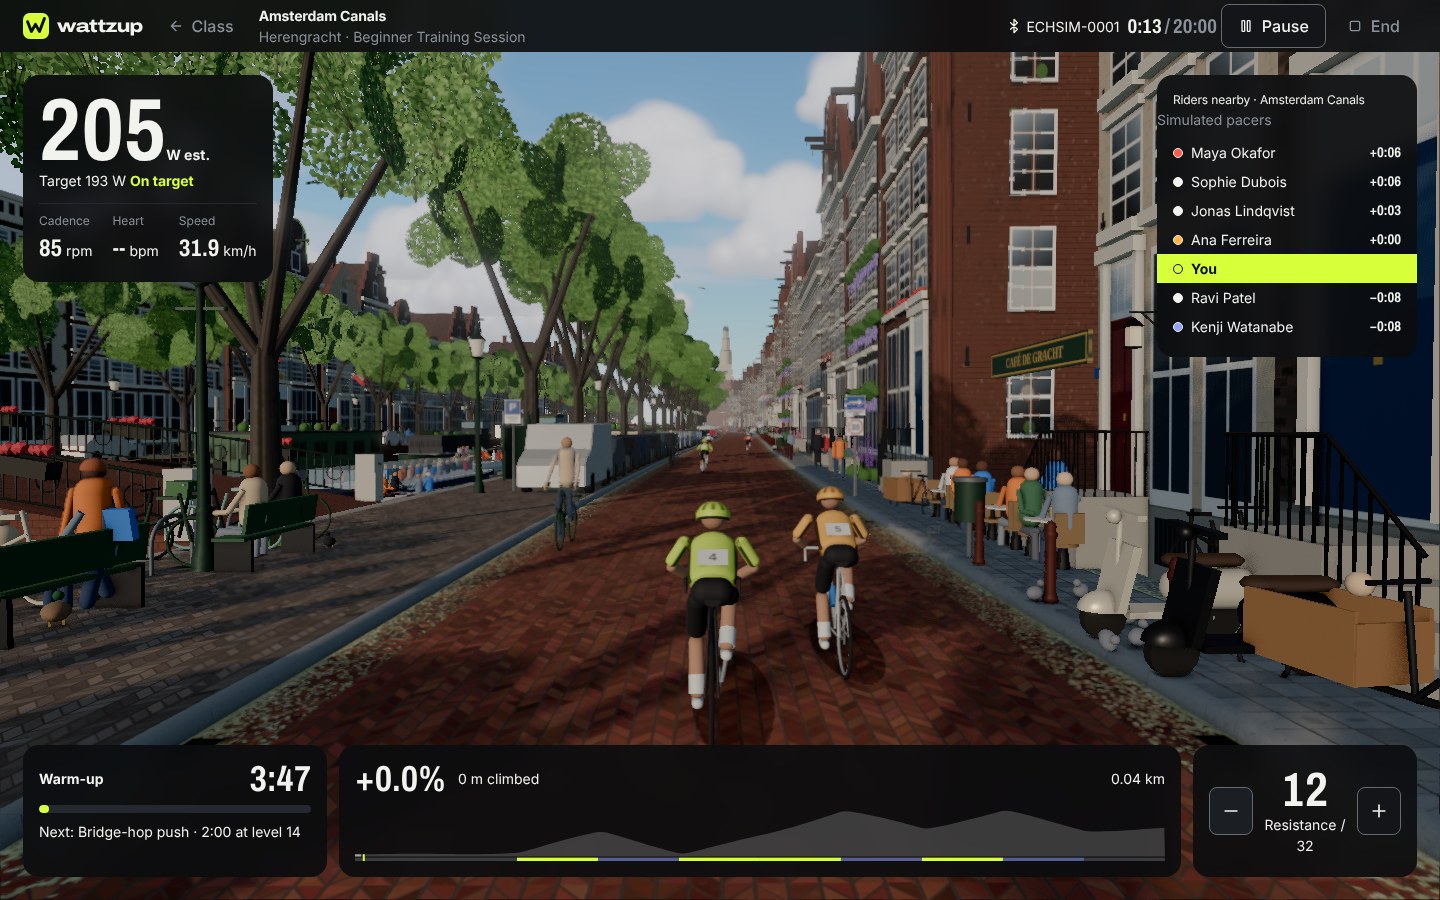 wattzup
Class
Amsterdam Canals
Herengracht · Beginner Training Session
ECHSIM-0001
0:13 / 20:00
Pause
End
205 W est.
Target 193 W On target
Cadence Heart Speed
85 rpm -- bpm 31.9 km/h
Riders nearby · Amsterdam Canals
Simulated pacers
Maya Okafor +0:06
Sophie Dubois +0:06
Jonas Lindqvist +0:03
Ana Ferreira +0:00
You
Ravi Patel −0:08
Kenji Watanabe −0:08
CAFÉ DE GRACHT
P
4
5
Warm-up 3:47
Next: Bridge-hop push · 2:00 at level 14
+0.0% 0 m climbed 0.04 km
−
12
+
Resistance /
32